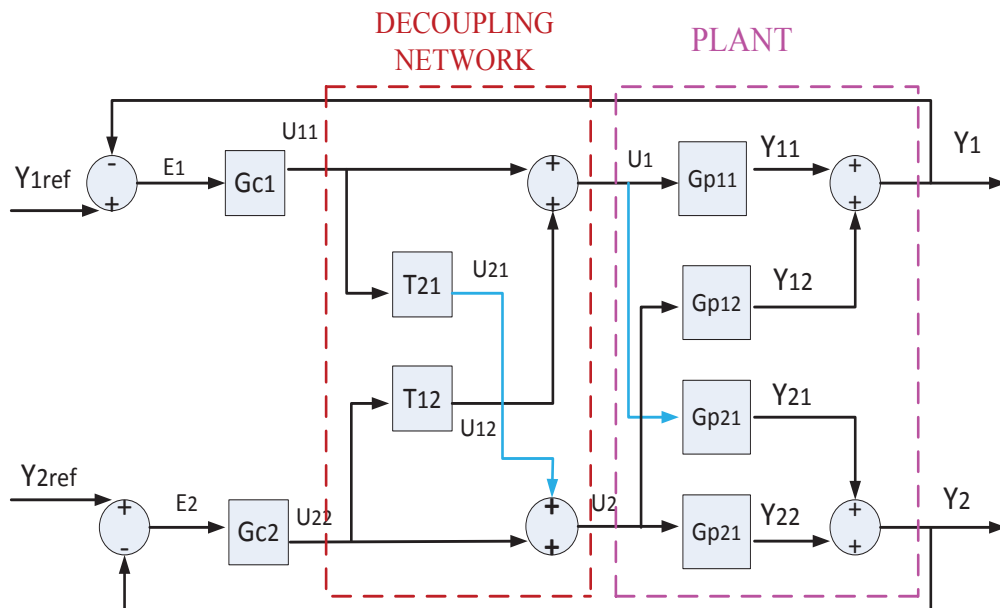 DECOUPLING
NETWORK
PLANT
U11
Y11
Y1
-
E1
+
U1
Y1ref
+
Gc1
Gp11
+
+
+
U21
T21
Y12
Gp12
T12
Y21
U12
Gp21
Y2ref
+
E2
-
U22
Gc2
+
+
U2
Gp21
Y22
+
+
Y2